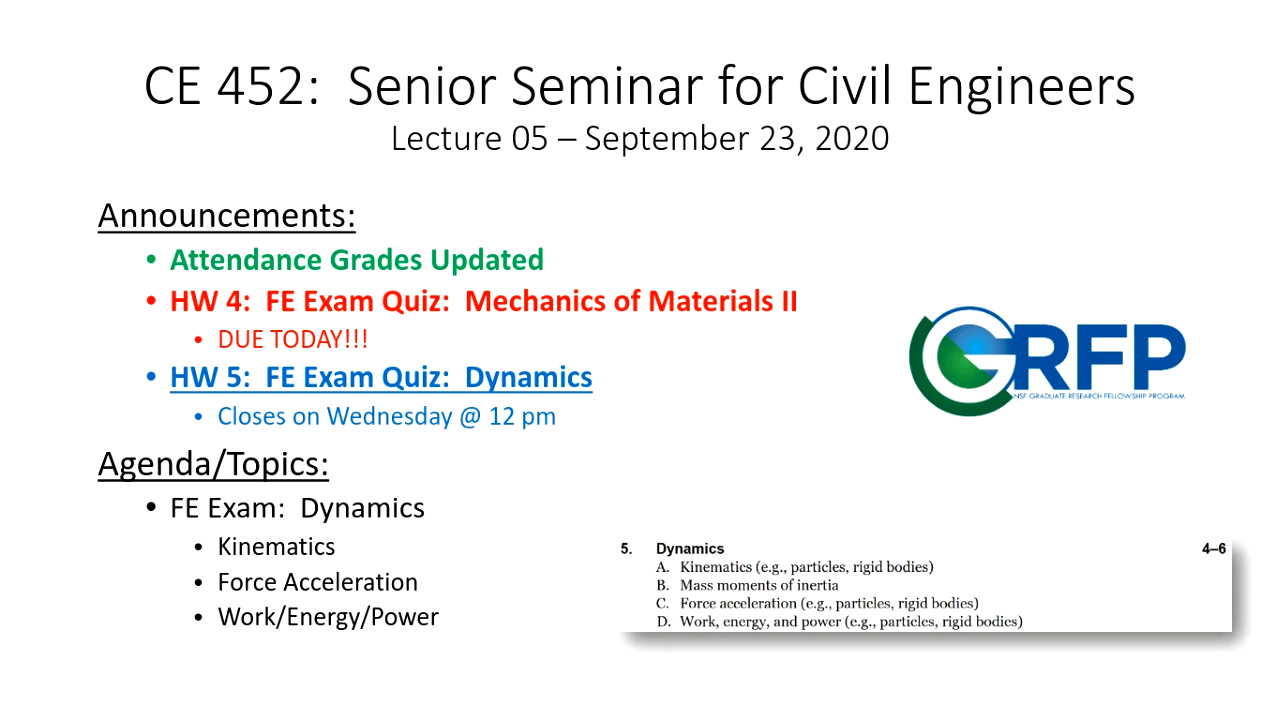 CE 452:  Senior Seminar for Civil Engineers
Lecture 05 – September 23, 2020
Announcements:
• Attendance Grades Updated
• HW 4:  FE Exam Quiz:  Mechanics of Materials II
• DUE TODAY!!!
• HW 5:  FE Exam Quiz:  Dynamics
• Closes on Wednesday @ 12 pm
GRFP
NSF GRADUATE RESEARCH FELLOWSHIP PROGRAM
Agenda/Topics:
• FE Exam:  Dynamics
• Kinematics
• Force Acceleration
• Work/Energy/Power
5. Dynamics 4–6
A. Kinematics (e.g., particles, rigid bodies)
B. Mass moments of inertia
C. Force acceleration (e.g., particles, rigid bodies)
D. Work, energy, and power (e.g., particles, rigid bodies)